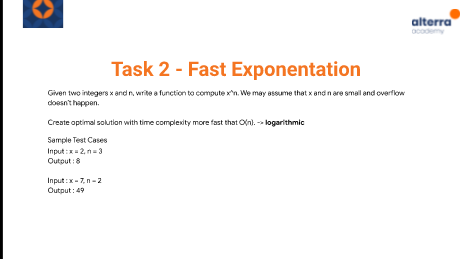 alterra
academy
Task 2 - Fast Exponentation
Given two integers x and n, write a function to compute x^n. We may assume that x and n are small and overflow
doesn't happen.
Create optimal solution with time complexity more fast that O(n). -> logarithmic
Sample Test Cases
Input : x = 2, n = 3
Output : 8
Input : x = 7, n = 2
Output : 49